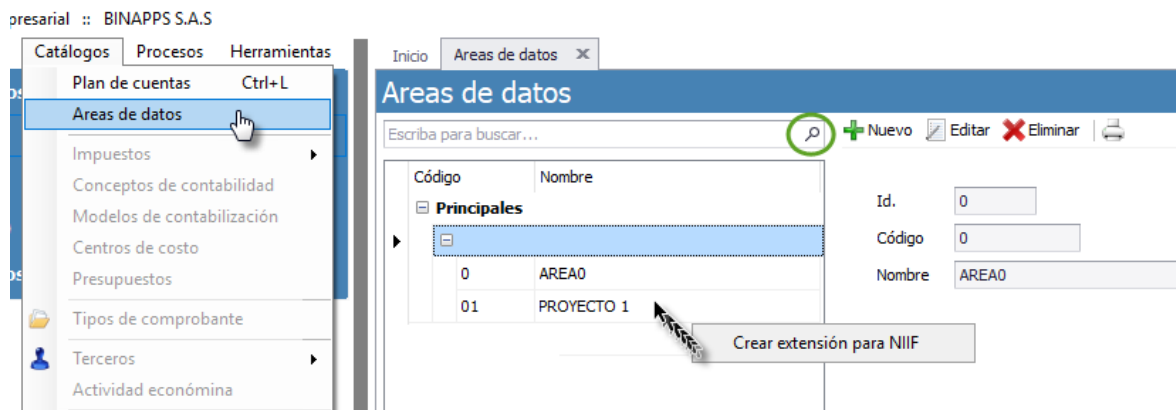 presarial :: BINAPPS S.A.S
Catálogos Procesos Herramientas
Plan de cuentas Ctrl+L
Areas de datos
Impuestos
Conceptos de contabilidad
Modelos de contabilización
Centros de costo
Presupuestos
Tipos de comprobante
Terceros
Actividad económina
Inicio Areas de datos
Areas de datos
Escriba para buscar... Nuevo Editar Eliminar
Código Nombre
Principales
0 AREA0
01 PROYECTO 1
Crear extensión para NIIF
Id. 0
Código 0
Nombre AREA0